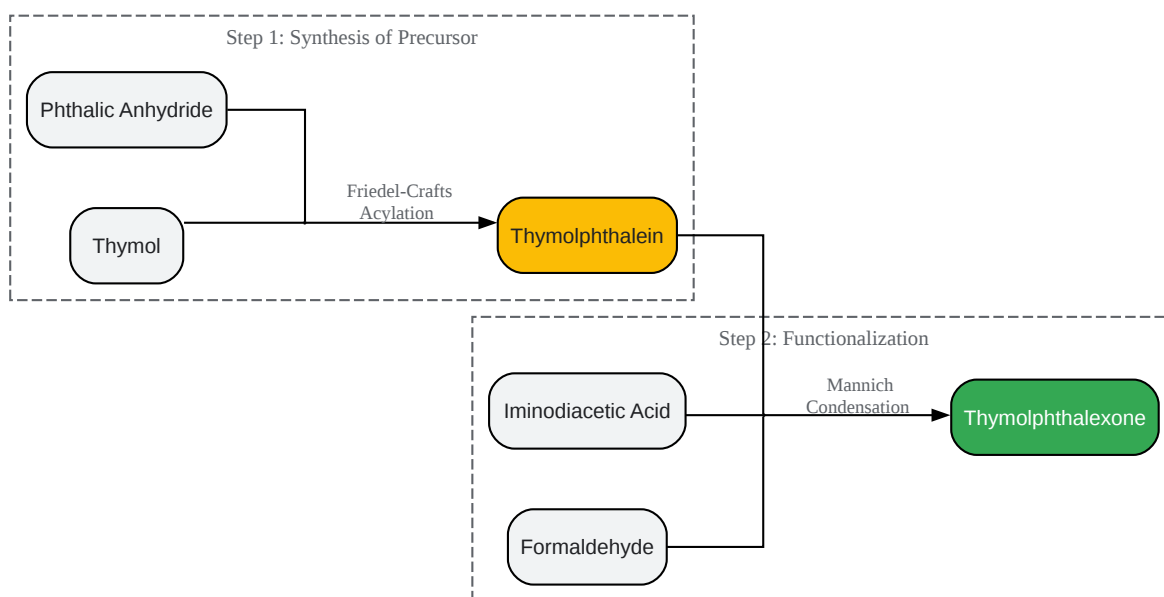 Step 1: Synthesis of Precursor
Phthalic Anhydride
Friedel-Crafts
Acylation
Thymol
Thymolphthalein
Step 2: Functionalization
Iminodiacetic Acid
Mannich
Condensation
Thymolphthalexone
Formaldehyde